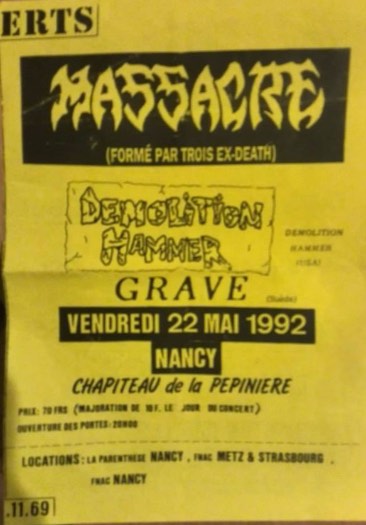 ERTS
MASSACRE
(FORMÉ PAR TROIS EX-DEATH)
DEMOLITION
HAMMER
DEMOLITION
HAMMER
(USA)
GRAVE (Suède)
VENDREDI 22 MAI 1992
NANCY
CHAPITEAU de la PEPINIERE
PRIX: 70 FRS (MAJORATION DE 10F. LE JOUR DU CONCERT)
OUVERTURE DES PORTES: 20H00
LOCATIONS: LA PARENTHESE NANCY, FNAC METZ & STRASBOURG,
FNAC NANCY
.11.69